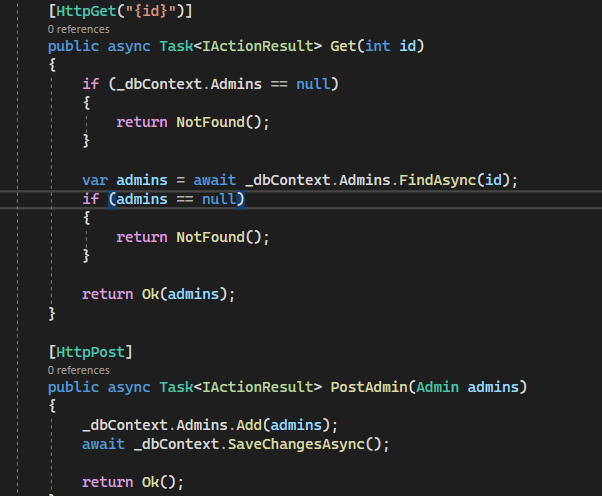 [HttpGet("{id}")]
0 references
public async Task<IActionResult> Get(int id)
{
if (_dbContext.Admins == null)
{
return NotFound();
}
var admins = await _dbContext.Admins.FindAsync(id);
if (admins == null)
{
return NotFound();
}
return Ok(admins);
}
[HttpPost]
0 references
public async Task<IActionResult> PostAdmin(Admin admins)
{
_dbContext.Admins.Add(admins);
await _dbContext.SaveChangesAsync();
return Ok();
}